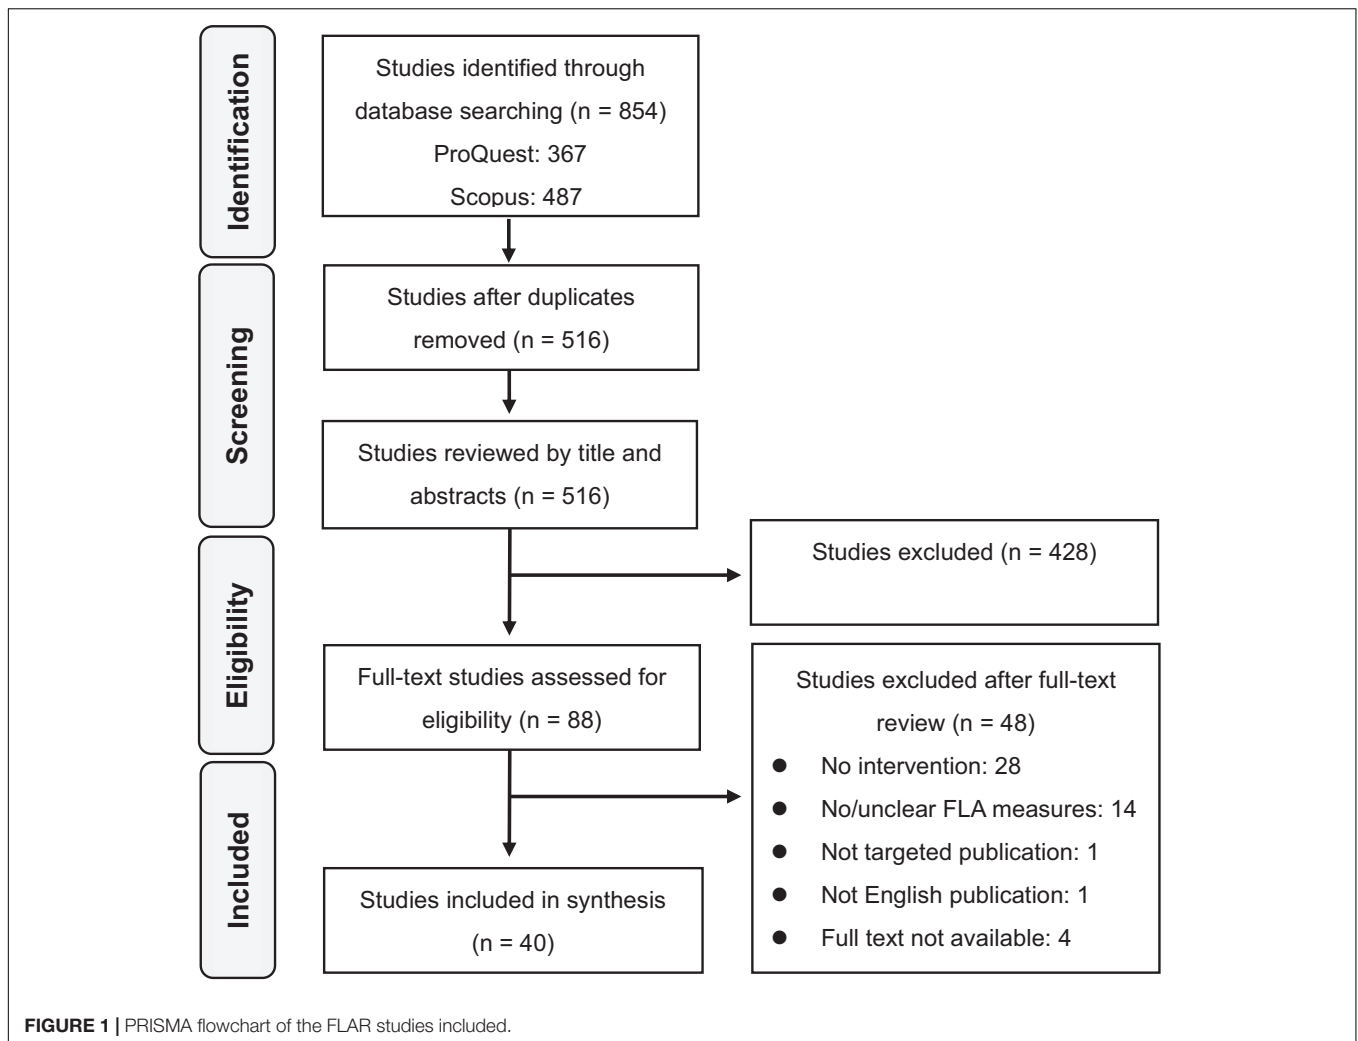 Identification
Studies identified through
database searching (n = 854)
ProQuest: 367
Scopus: 487
Screening
Studies after duplicates
removed (n = 516)
Studies reviewed by title and
abstracts (n = 516)
Studies excluded (n = 428)
Eligibility
Full-text studies assessed for
eligibility (n = 88)
Studies excluded after full-text
review (n = 48)
● No intervention: 28
● No/unclear FLA measures: 14
● Not targeted publication: 1
● Not English publication: 1
● Full text not available: 4
Included
Studies included in synthesis
(n = 40)
FIGURE 1 | PRISMA flowchart of the FLAR studies included.